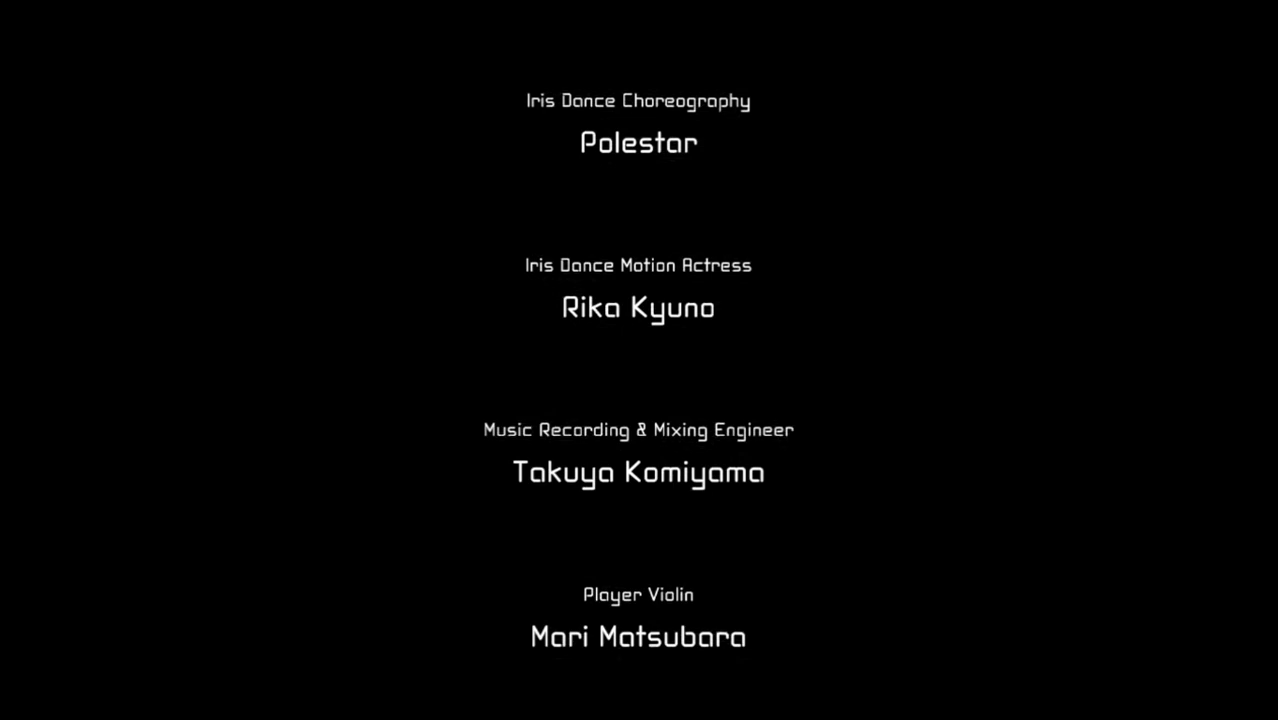 Iris Dance Choreography
Polestar
Iris Dance Motion Actress
Rika Kyuno
Music Recording & Mixing Engineer
Takuya Komiyama
Player Violin
Mari Matsubara